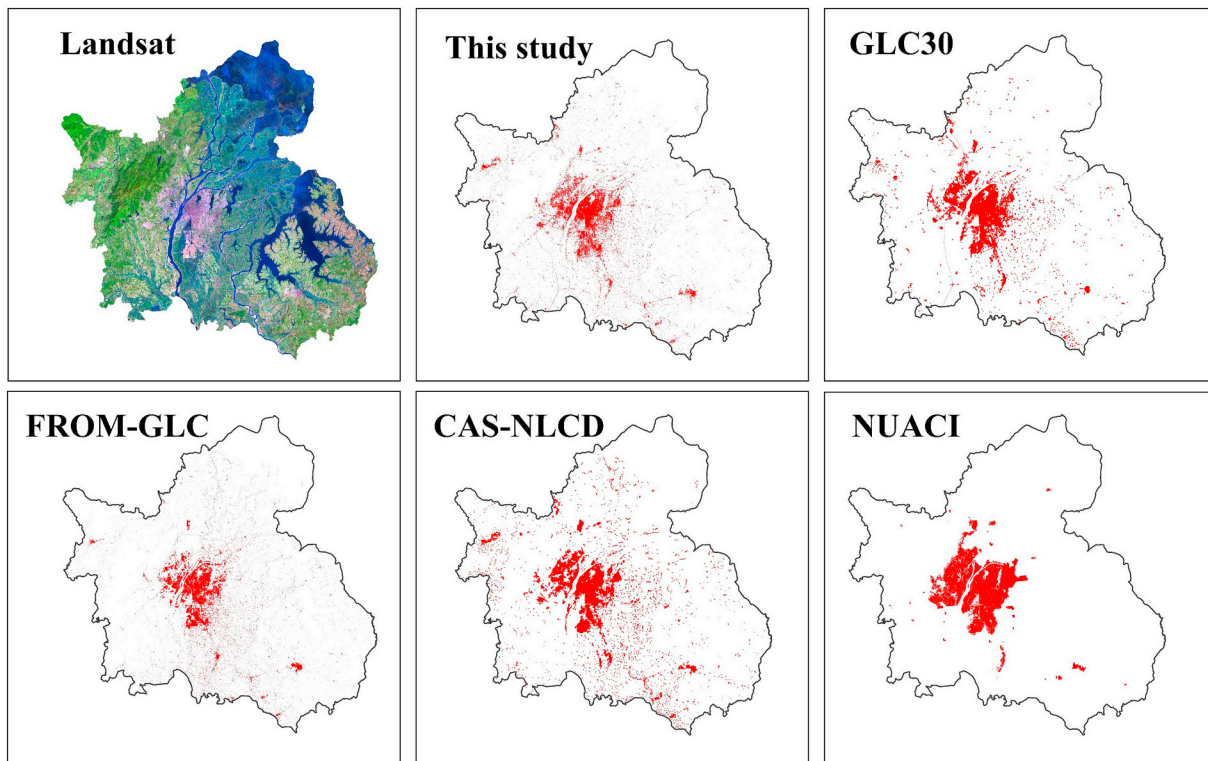 Landsat
This study
GLC30
FROM-GLC
CAS-NLCD
NUACI